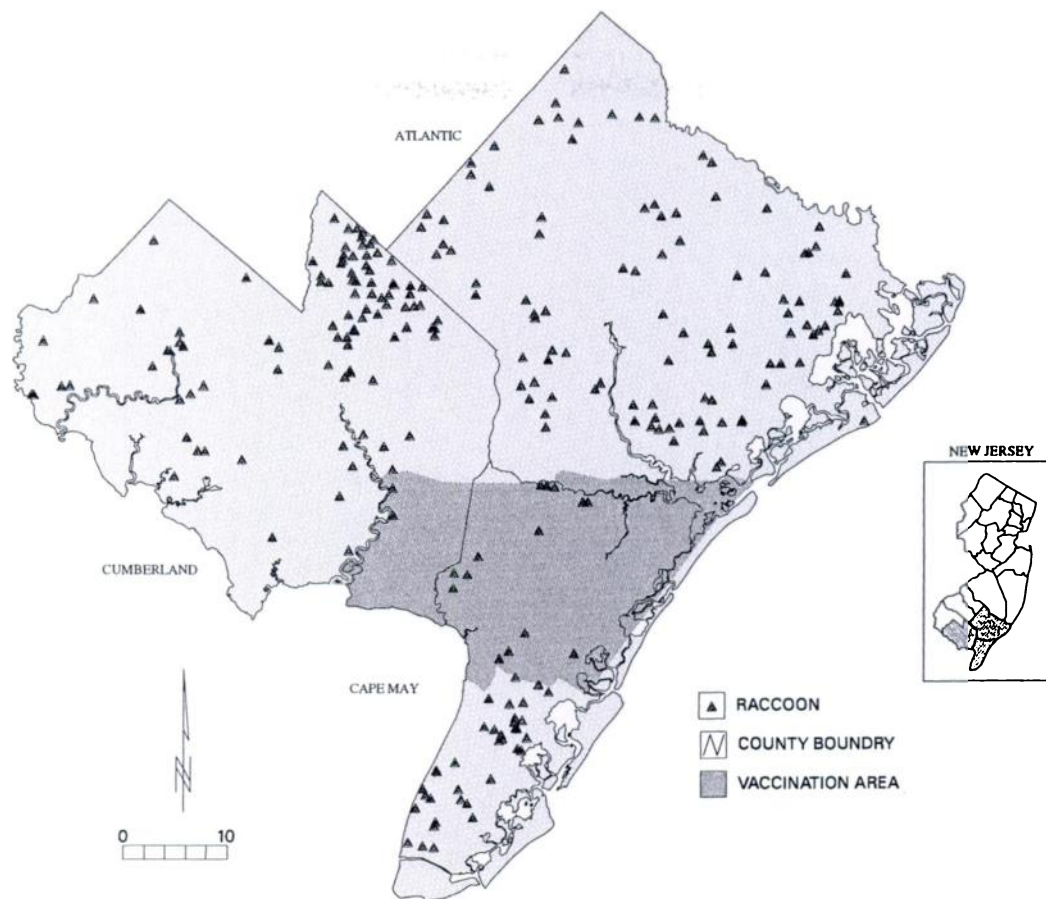 ATLANTIC
NEW JERSEY
CUMBERLAND
CAPE MAY
RACCOON
COUNTY BOUNDRY
VACCINATION AREA
N
0 10